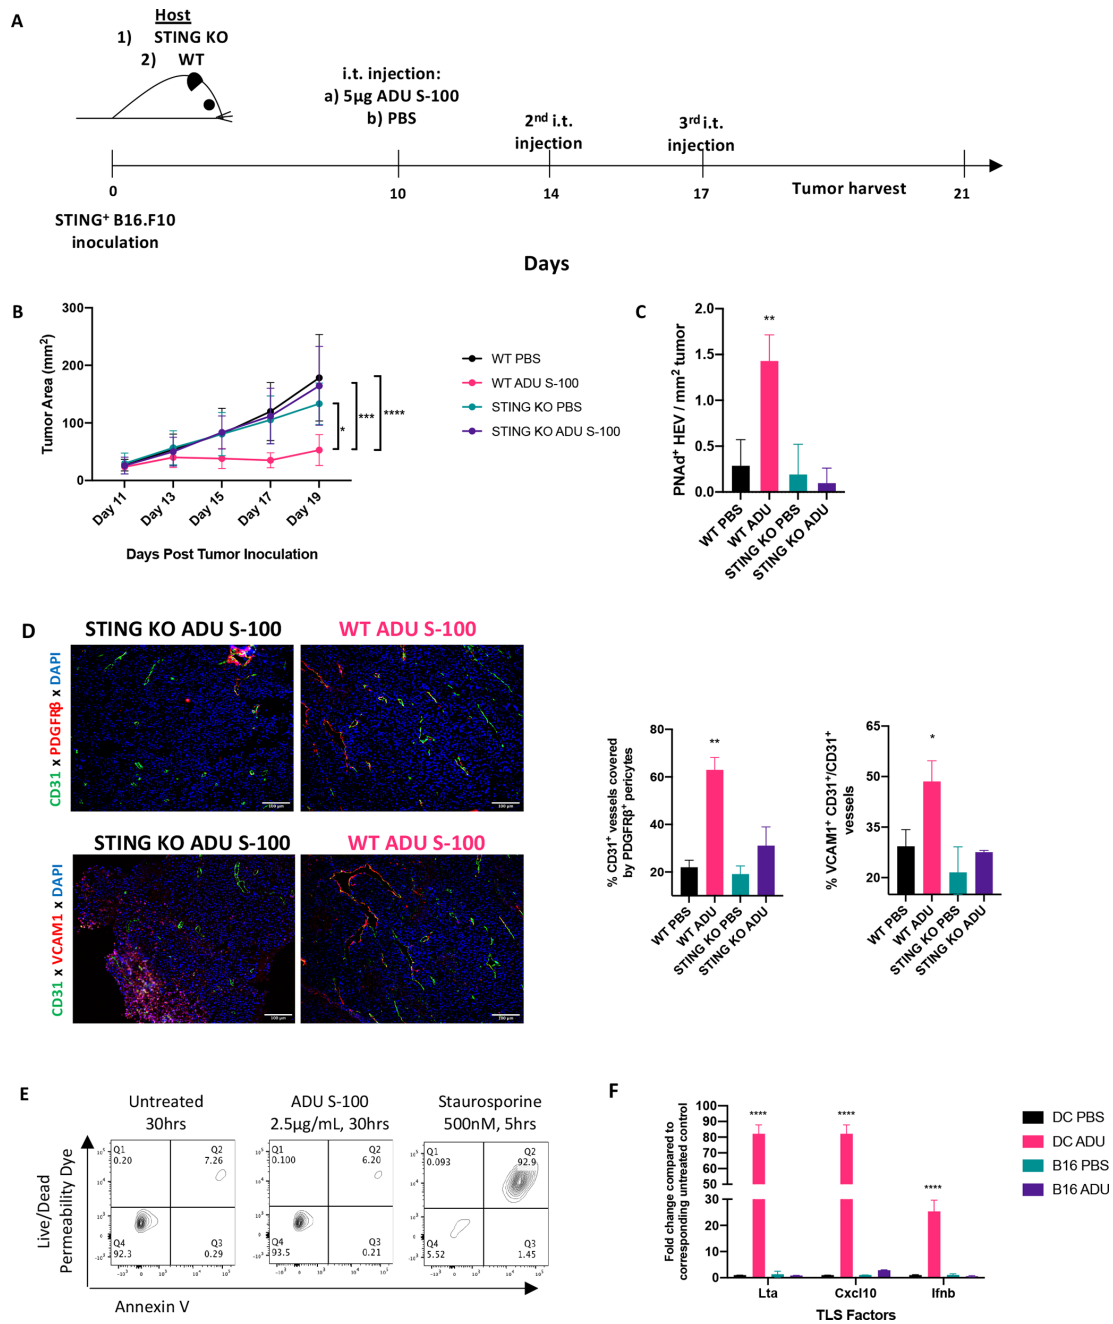 A
Host
1) STING KO
2) WT
i.t. injection:
a) 5µg ADU S-100
b) PBS
2nd i.t.
injection
3rd i.t.
injection
0
10
14
17
Tumor harvest
21
STING+ B16.F10
inoculation
Days
B
Tumor Area (mm2)
300
200
100
0
Day 11
Day 13
Day 15
Day 17
Day 19
Days Post Tumor Inoculation
*
***
****
WT PBS
WT ADU S-100
STING KO PBS
STING KO ADU S-100
C
PNAd+ HEV / mm2 tumor
2.0
1.5
1.0
0.5
0.0
**
WT PBS
WT ADU
STING KO PBS
STING KO ADU
D
STING KO ADU S-100
WT ADU S-100
CD31 x PDGFRβ x DAPI
100 µm
100 µm
STING KO ADU S-100
WT ADU S-100
CD31 x VCAM1 x DAPI
100 µm
100 µm
% CD31+ vessels covered
by PDGFRβ+ pericytes
80
60
40
20
**
WT PBS
WT ADU
STING KO PBS
STING KO ADU
% VCAM1+ CD31+/CD31+
vessels
65
50
35
20
*
WT PBS
WT ADU
STING KO PBS
STING KO ADU
E
Untreated
30hrs
ADU S-100
2.5µg/mL, 30hrs
Staurosporine
500nM, 5hrs
Live/Dead
Permeability Dye
Q1
0.20
Q2
7.26
Q4
92.3
Q3
0.29
Q1
0.100
Q2
6.20
Q4
93.5
Q3
0.21
Q1
0.093
Q2
92.9
Q4
5.52
Q3
1.45
Annexin V
F
Fold change compared to
corresponding untreated control
100
90
80
70
60
50
30
20
10
0
****
****
****
Lta
Cxcl10
Ifnb
TLS Factors
DC PBS
DC ADU
B16 PBS
B16 ADU